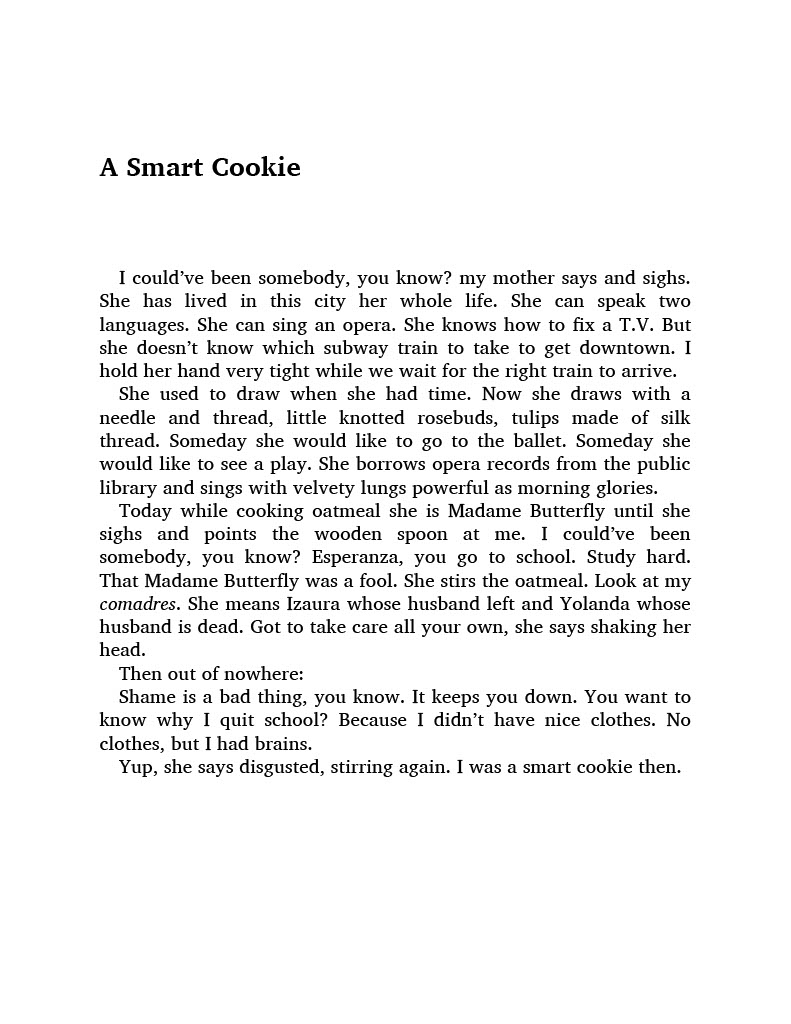 A Smart Cookie
I could’ve been somebody, you know? my mother says and sighs.
She has lived in this city her whole life. She can speak two
languages. She can sing an opera. She knows how to fix a T.V. But
she doesn’t know which subway train to take to get downtown. I
hold her hand very tight while we wait for the right train to arrive.
She used to draw when she had time. Now she draws with a
needle and thread, little knotted rosebuds, tulips made of silk
thread. Someday she would like to go to the ballet. Someday she
would like to see a play. She borrows opera records from the public
library and sings with velvety lungs powerful as morning glories.
Today while cooking oatmeal she is Madame Butterfly until she
sighs and points the wooden spoon at me. I could’ve been
somebody, you know? Esperanza, you go to school. Study hard.
That Madame Butterfly was a fool. She stirs the oatmeal. Look at my
comadres. She means Izaura whose husband left and Yolanda whose
husband is dead. Got to take care all your own, she says shaking her
head.
Then out of nowhere:
Shame is a bad thing, you know. It keeps you down. You want to
know why I quit school? Because I didn’t have nice clothes. No
clothes, but I had brains.
Yup, she says disgusted, stirring again. I was a smart cookie then.